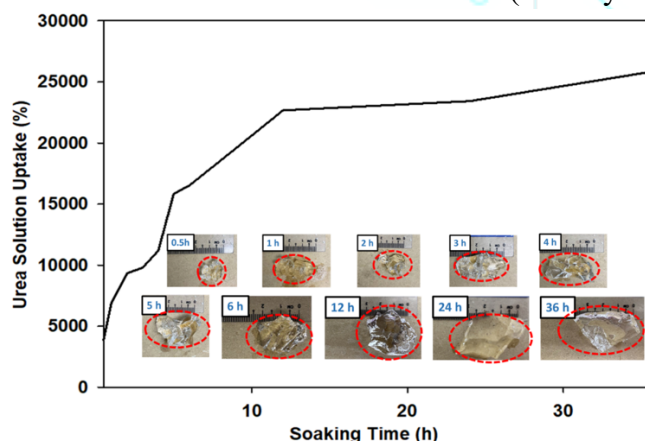 30000
25000
20000
15000
10000
5000
0
Urea Solution Uptake (%)
0.5h
1 h
2 h
3 h
4 h
5 h
6 h
12 h
24 h
36 h
10
20
30
Soaking Time (h)